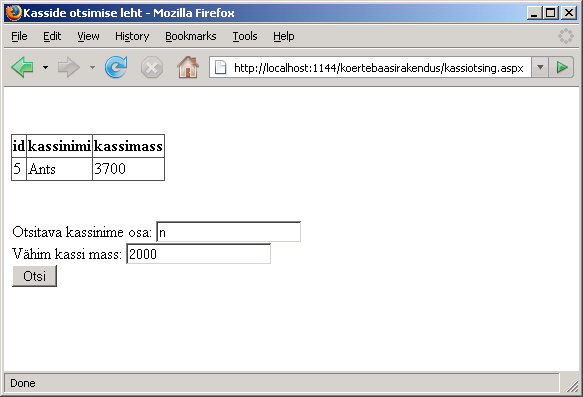 Kasside otsimise leht - Mozilla Firefox
File Edit View History Bookmarks Tools Help
http://localhost:1144/koertebaasirakendus/kassiotsing.aspx
id kassinimi kassimass
5 Ants 3700
Otsitava kassinime osa: n
Vähim kassi mass: 2000
Otsi
Done